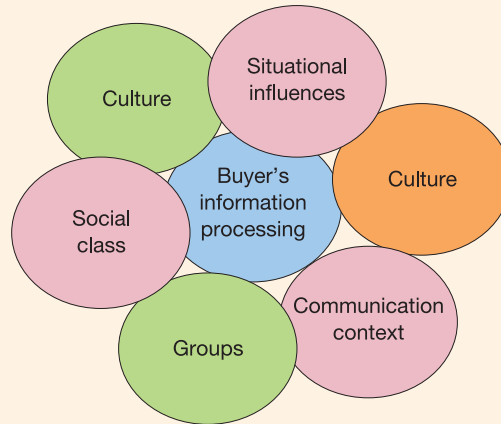 Situational
influences
Culture
Culture
Buyer's
information
processing
Social
class
Communication
context
Groups